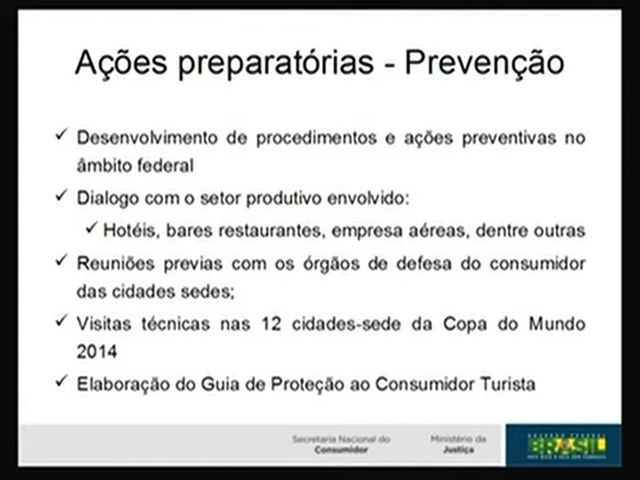 Ações preparatórias - Prevenção
Desenvolvimento de procedimentos e ações preventivas no
âmbito federal
Dialogo com o setor produtivo envolvido:
Hotéis, bares restaurantes, empresa aéreas, dentre outras
Reuniões previas com os órgãos de defesa do consumidor
das cidades sedes;
Visitas técnicas nas 12 cidades-sede da Copa do Mundo
2014
Elaboração do Guia de Proteção ao Consumidor Turista
Secretaria Nacional do
Consumidor
Ministério da
Justiça
GOVERNO FEDERAL
BRASIL